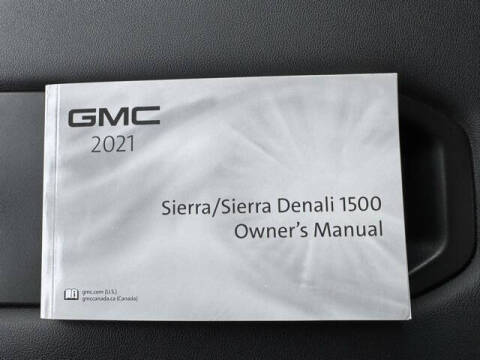 GMC
2021
Sierra/Sierra Denali 1500
Owner's Manual
gmc.com (U.S.)
gmccanada.ca (Canada)